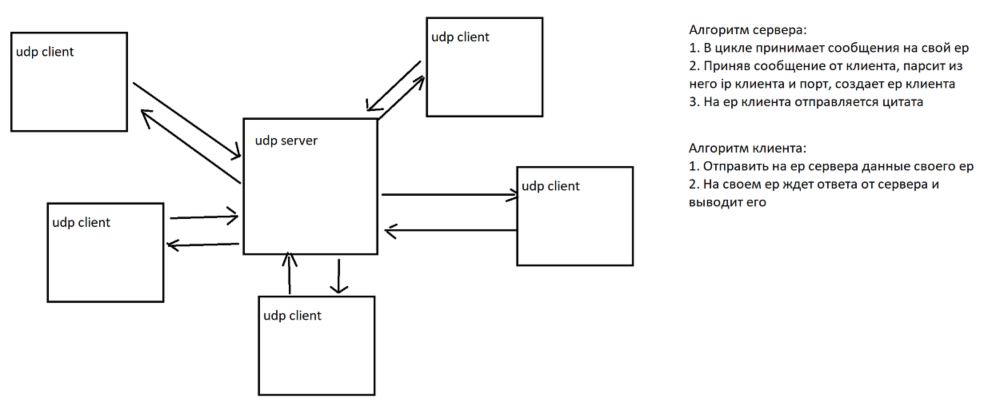 udp client
udp client
udp server
udp client
udp client
udp client
Алгоритм сервера:
1. В цикле принимает сообщения на свой ep
2. Приняв сообщение от клиента, парсит из
него ip клиента и порт, создает ep клиента
3. На ep клиента отправляется цитата
Алгоритм клиента:
1. Отправить на ep сервера данные своего ep
2. На своем ep ждет ответа от сервера и
выводит его